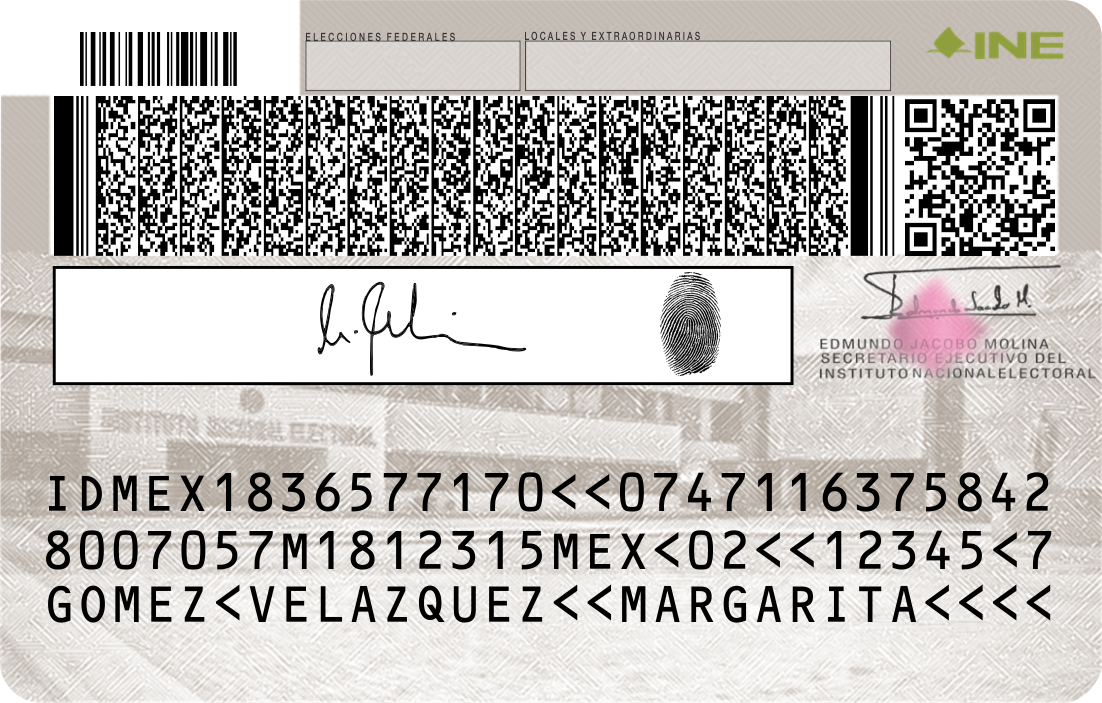 ELECCIONES FEDERALES
LOCALES Y EXTRAORDINARIAS
INE
EDMUNDO JACOBO MOLINA
SECRETARIO EJECUTIVO DEL
INSTITUTO NACIONAL ELECTORAL
INSTITUTO NACIONAL ELECTORAL
IDMEX1836577170<<0747116375842
8007057M1812315MEX<02<<12345<7
GOMEZ<VELAZQUEZ<<MARGARITA<<<<